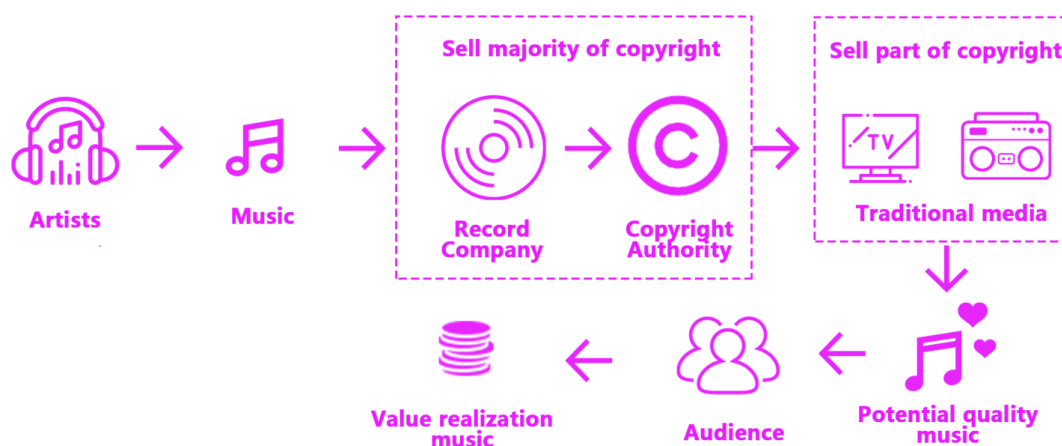 Sell majority of copyright
Sell part of copyright
TV
Artists
Music
Record
Company
Copyright
Authority
Traditional media
Value realization
music
Audience
Potential quality
music